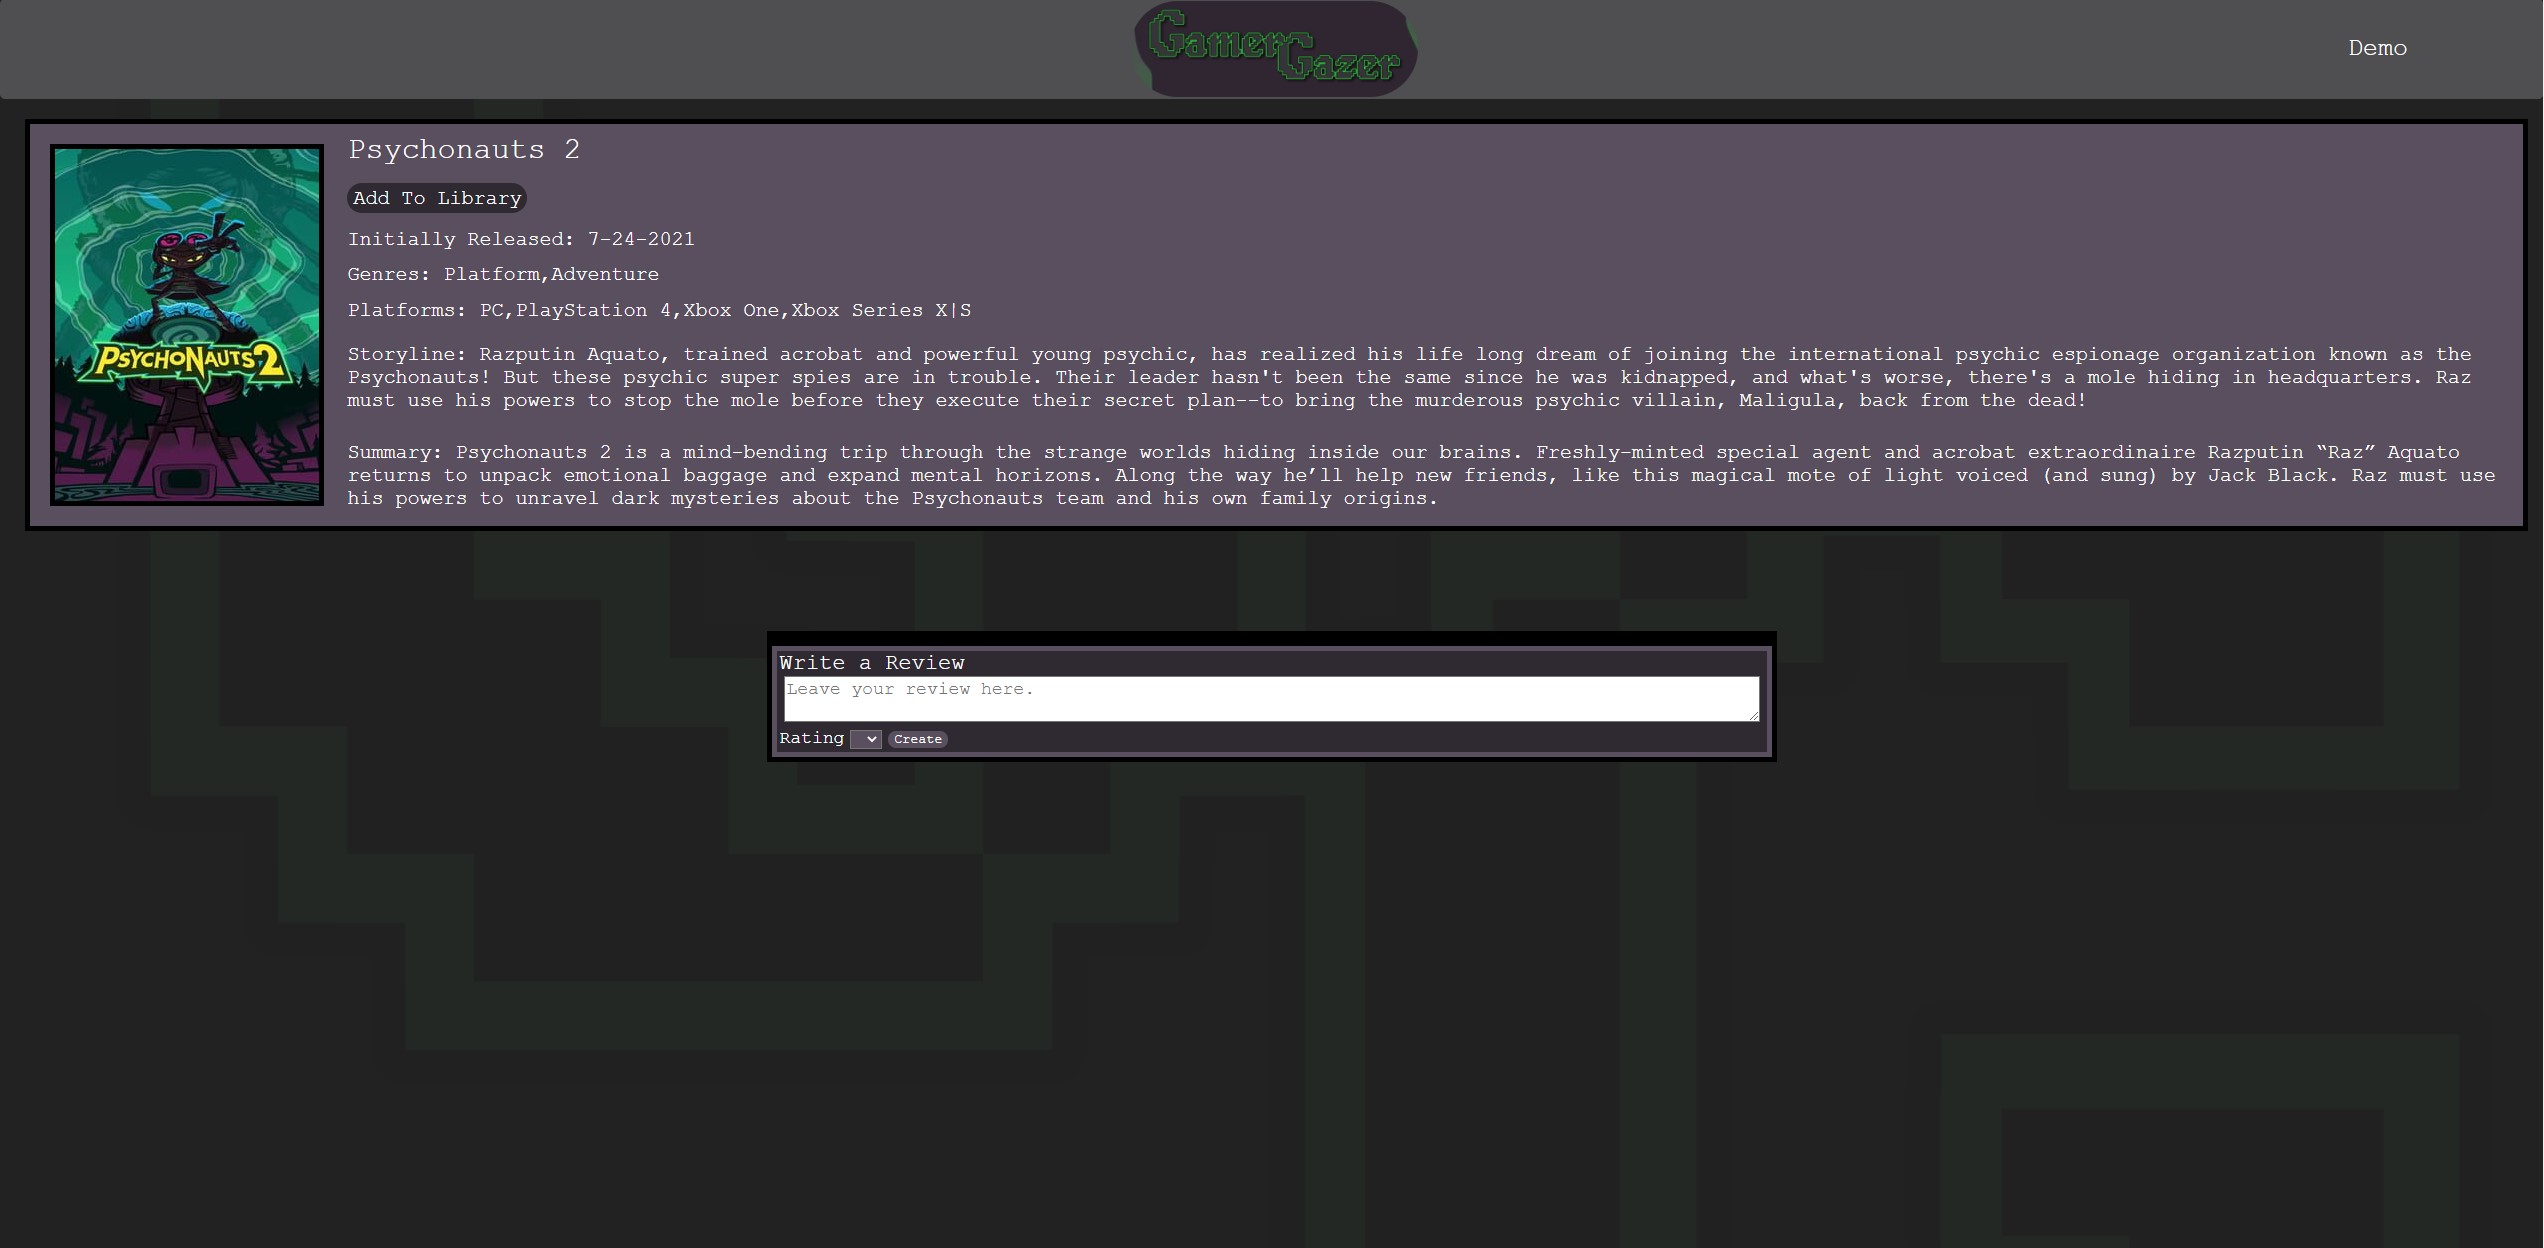 Gamer
Gazer
Demo
Psychonauts 2
Add To Library
Initially Released: 7-24-2021
Genres: Platform,Adventure
Platforms: PC,PlayStation 4,Xbox One,Xbox Series X|S
PSYCHONAUTS 2
Storyline: Razputin Aquato, trained acrobat and powerful young psychic, has realized his life long dream of joining the international psychic espionage organization known as the
Psychonauts! But these psychic super spies are in trouble. Their leader hasn't been the same since he was kidnapped, and what's worse, there's a mole hiding in headquarters. Raz
must use his powers to stop the mole before they execute their secret plan--to bring the murderous psychic villain, Maligula, back from the dead!
Summary: Psychonauts 2 is a mind-bending trip through the strange worlds hiding inside our brains. Freshly-minted special agent and acrobat extraordinaire Razputin “Raz” Aquato
returns to unpack emotional baggage and expand mental horizons. Along the way he’ll help new friends, like this magical mote of light voiced (and sung) by Jack Black. Raz must use
his powers to unravel dark mysteries about the Psychonauts team and his own family origins.
Write a Review
Leave your review here.
Rating Create